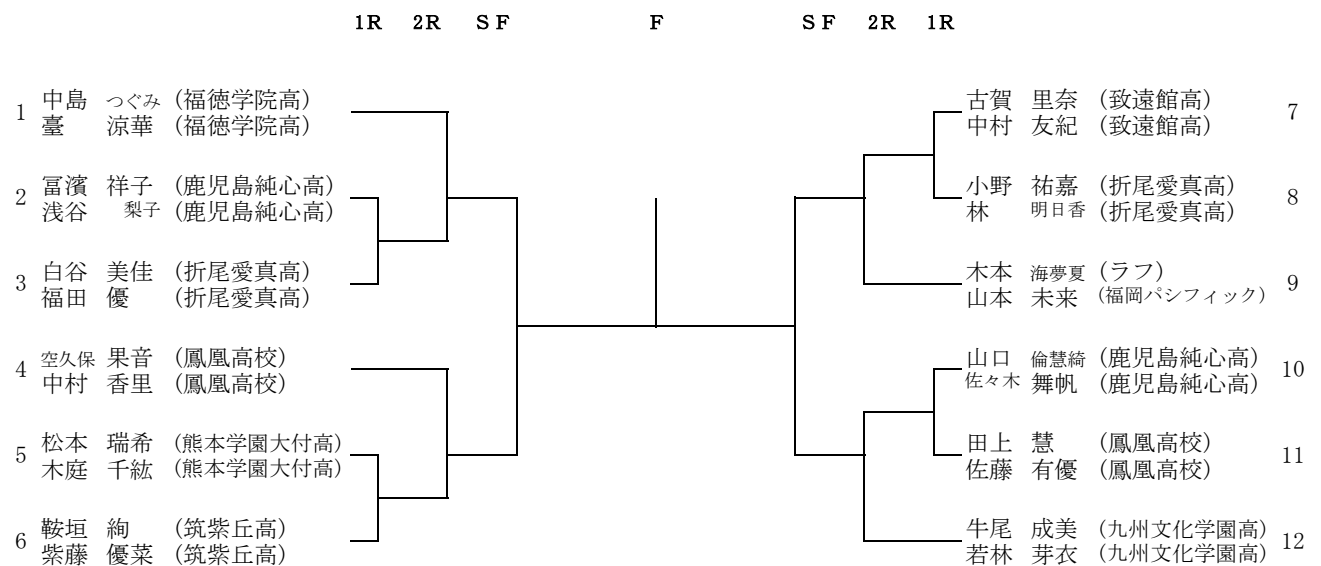 1R 2R SF F SF 2R 1R
1 中島 つぐみ (福徳学院高)
臺 涼華 (福徳学院高)
2 冨濱 祥子 (鹿児島純心高)
浅谷 梨子 (鹿児島純心高)
3 白谷 美佳 (折尾愛真高)
福田 優 (折尾愛真高)
4 空久保 果音 (鳳凰高校)
中村 香里 (鳳凰高校)
5 松本 瑞希 (熊本学園大付高)
木庭 千紘 (熊本学園大付高)
6 鞍垣 絢 (筑紫丘高)
紫藤 優菜 (筑紫丘高)
古賀 里奈 (致遠館高) 7
中村 友紀 (致遠館高)
小野 祐嘉 (折尾愛真高) 8
林 明日香 (折尾愛真高)
木本 海夢夏 (ラフ) 9
山本 未来 (福岡パシフィック)
山口 倫慧綺 (鹿児島純心高) 10
佐々木 舞帆 (鹿児島純心高)
田上 慧 (鳳凰高校) 11
佐藤 有優 (鳳凰高校)
牛尾 成美 (九州文化学園高) 12
若林 芽衣 (九州文化学園高)